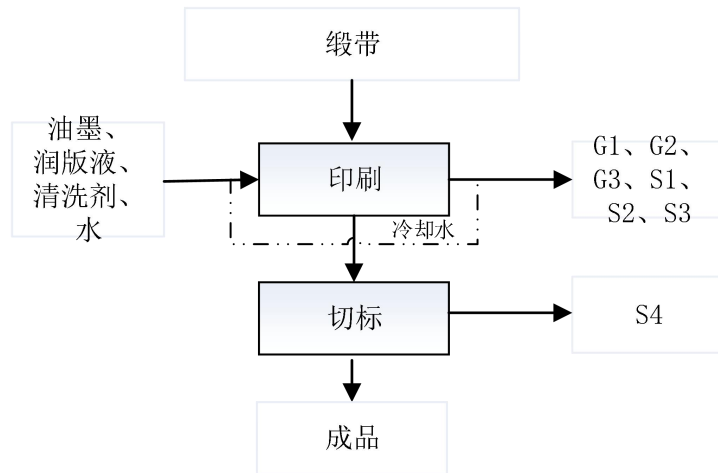 缎带
油墨、
润版液、
清洗剂、
水
印刷
G1、G2、
G3、S1、
S2、S3
冷却水
切标
S4
成品